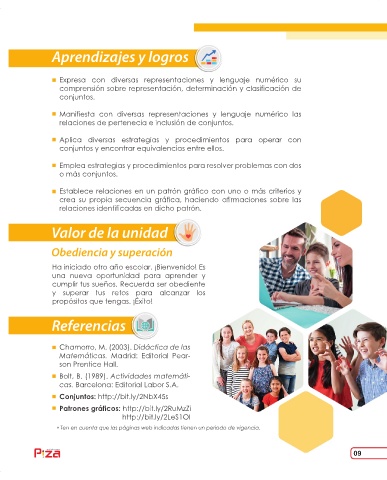 Aprendizajes y logros
Expresa con diversas representaciones y lenguaje numérico su
comprensión sobre representación, determinación y clasificación de
conjuntos.
Manifiesta con diversas representaciones y lenguaje numérico las
relaciones de pertenecia e inclusión de conjuntos.
Aplica diversas estrategias y procedimientos para operar con
conjuntos y encontrar equivalencias entre ellos.
Emplea estrategias y procedimientos para resolver problemas con dos
o más conjuntos.
Establece relaciones en un patrón gráfico con uno o más criterios y
crea su propia secuencia gráfica, haciendo afirmaciones sobre las
relaciones identificadas en dicho patrón.
Valor de la unidad
Obediencia y superación
Ha iniciado otro año escolar, ¡Bienvenido! Es
una nueva oportunidad para aprender y
cumplir tus sueños. Recuerda ser obediente
y superar tus retos para alcanzar los
propósitos que tengas. ¡Éxito!
Referencias
Chamorro, M. (2003). Didáctica de las
Matemáticas. Madrid: Editorial Pear-
son Prentice Hall.
Bolt, B. (1989). Actividades matemáti-
cas. Barcelona: Editorial Labor S.A.
Conjuntos: http://bit.ly/2NbX4Ss
Patrones gráficos: http://bit.ly/2RuMzZi
http://bit.ly/2LeS1Ol
* Ten en cuenta que las páginas web indicadas tienen un periodo de vigencia.
Piza
09